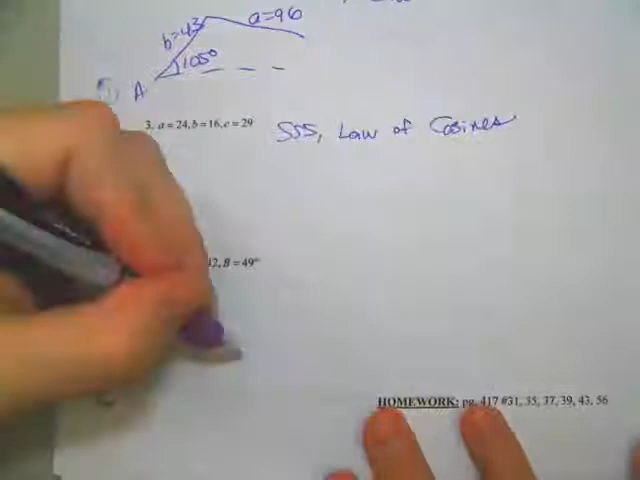 b=43 a=96
105°
A
3. a = 24, b = 16, c = 29 SSS, Law of Cosines
B = 49°
HOMEWORK: pg. 417 #31, 35, 37, 39, 43, 56